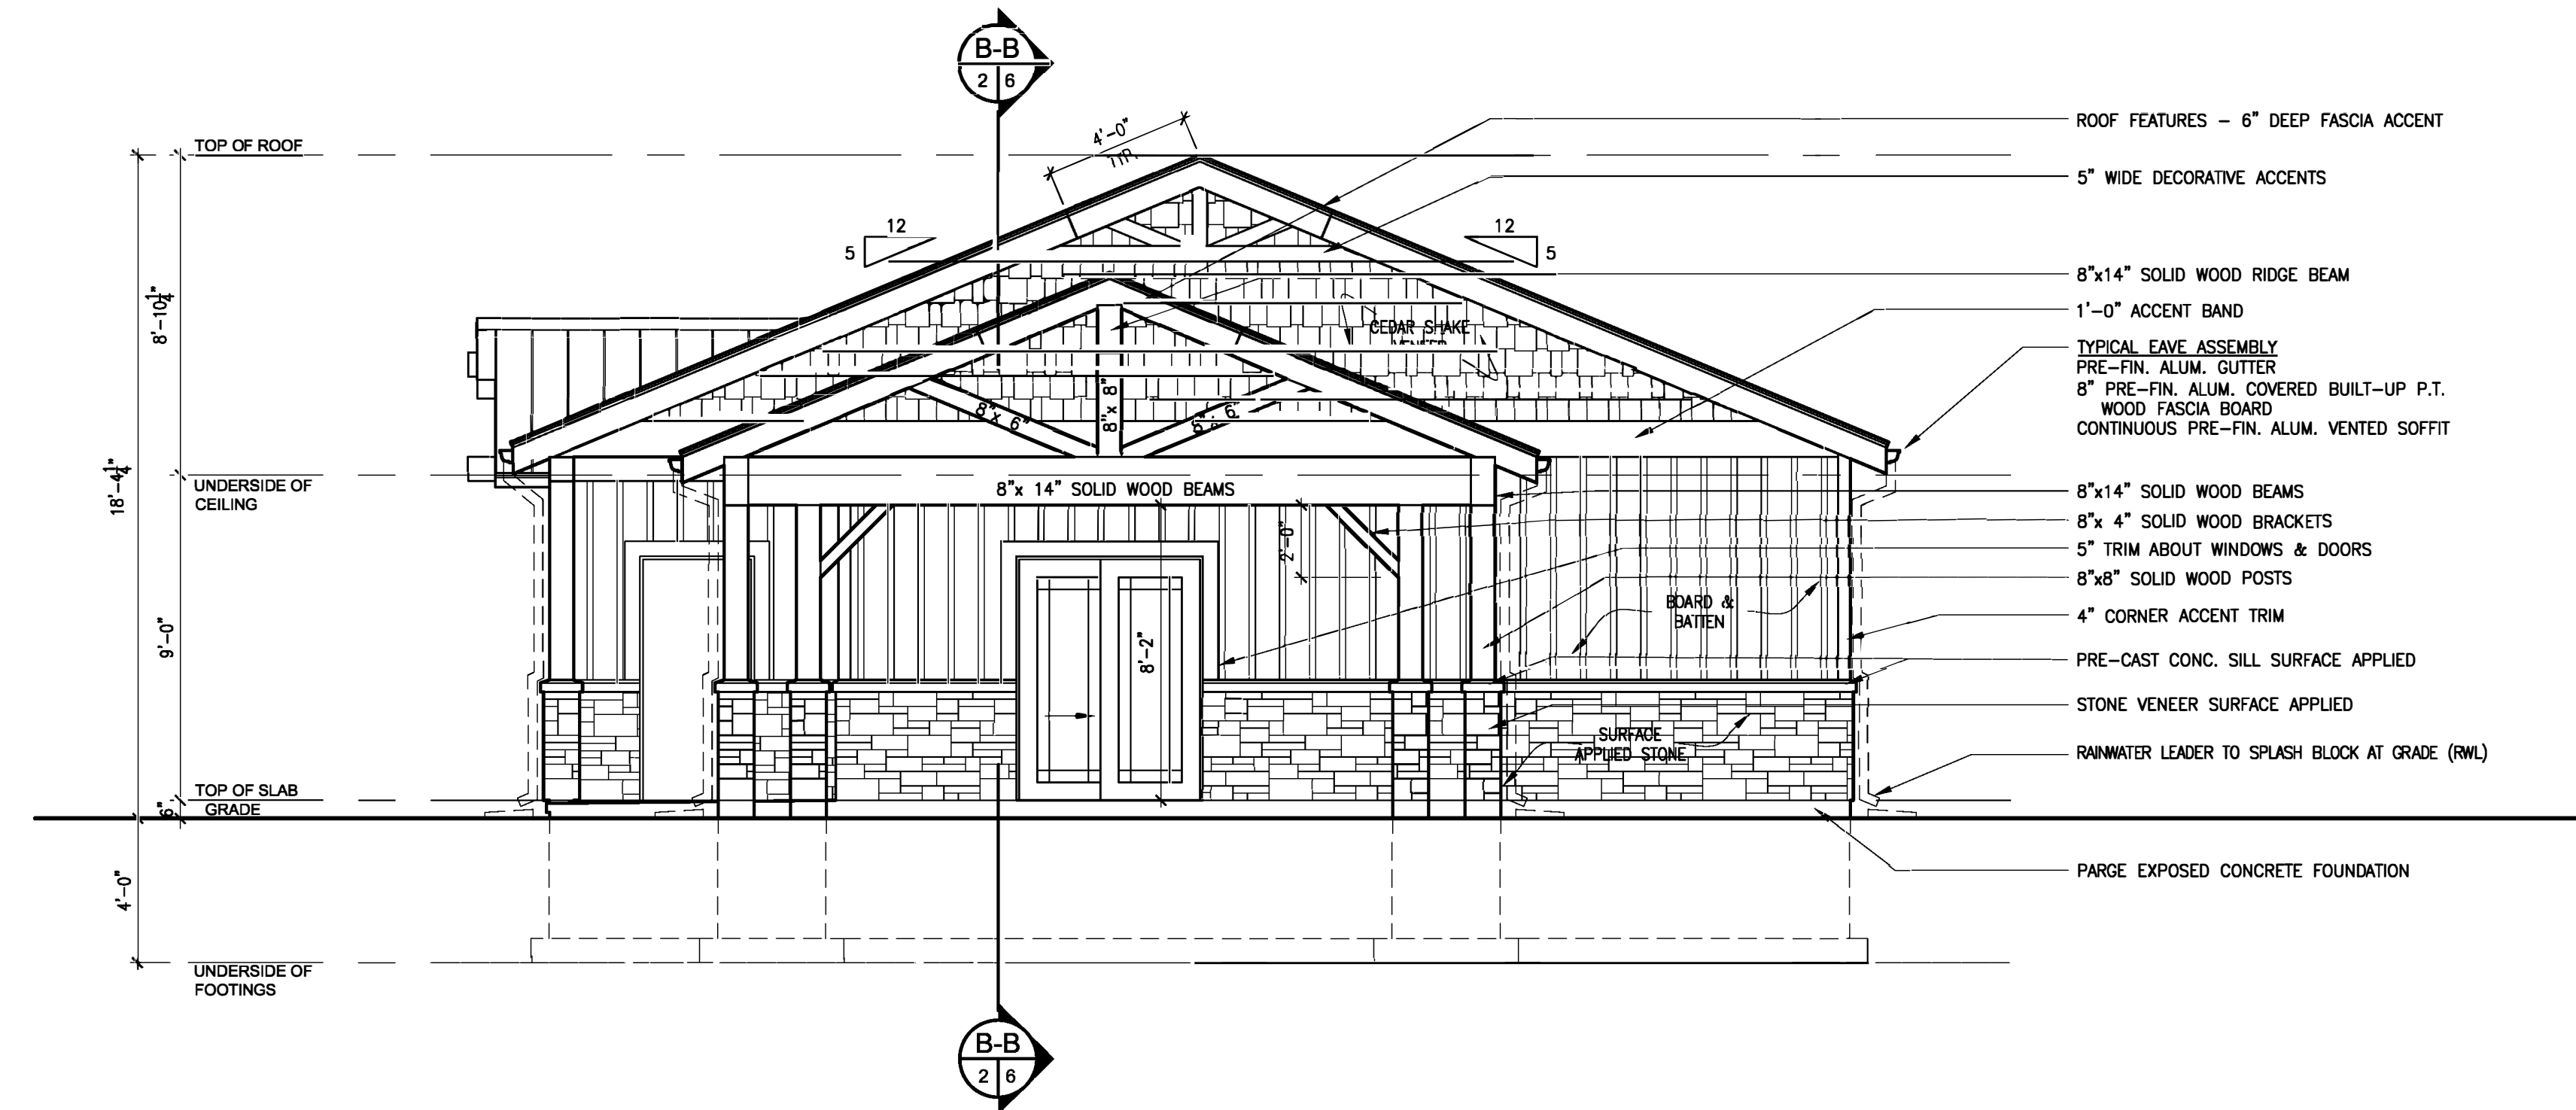 B-B
2 6
TOP OF ROOF
4'-0"
TYP.
12
5
12
5
8'-10 1/4"
18'-4 1/4"
9'-0"
6"
4'-0"
UNDERSIDE OF
CEILING
TOP OF SLAB
GRADE
UNDERSIDE OF
FOOTINGS
CEDAR SHAKE
VENEER
8"x 6"
8"x 8"
8"x 14" SOLID WOOD BEAMS
2'-0"
8'-2"
BOARD &
BATTEN
SURFACE
APPLIED STONE
ROOF FEATURES – 6" DEEP FASCIA ACCENT
5" WIDE DECORATIVE ACCENTS
8"x14" SOLID WOOD RIDGE BEAM
1'-0" ACCENT BAND
TYPICAL EAVE ASSEMBLY
PRE-FIN. ALUM. GUTTER
8" PRE-FIN. ALUM. COVERED BUILT-UP P.T.
WOOD FASCIA BOARD
CONTINUOUS PRE-FIN. ALUM. VENTED SOFFIT
8"x14" SOLID WOOD BEAMS
8"x 4" SOLID WOOD BRACKETS
5" TRIM ABOUT WINDOWS & DOORS
8"x8" SOLID WOOD POSTS
4" CORNER ACCENT TRIM
PRE-CAST CONC. SILL SURFACE APPLIED
STONE VENEER SURFACE APPLIED
RAINWATER LEADER TO SPLASH BLOCK AT GRADE (RWL)
PARGE EXPOSED CONCRETE FOUNDATION
B-B
2 6